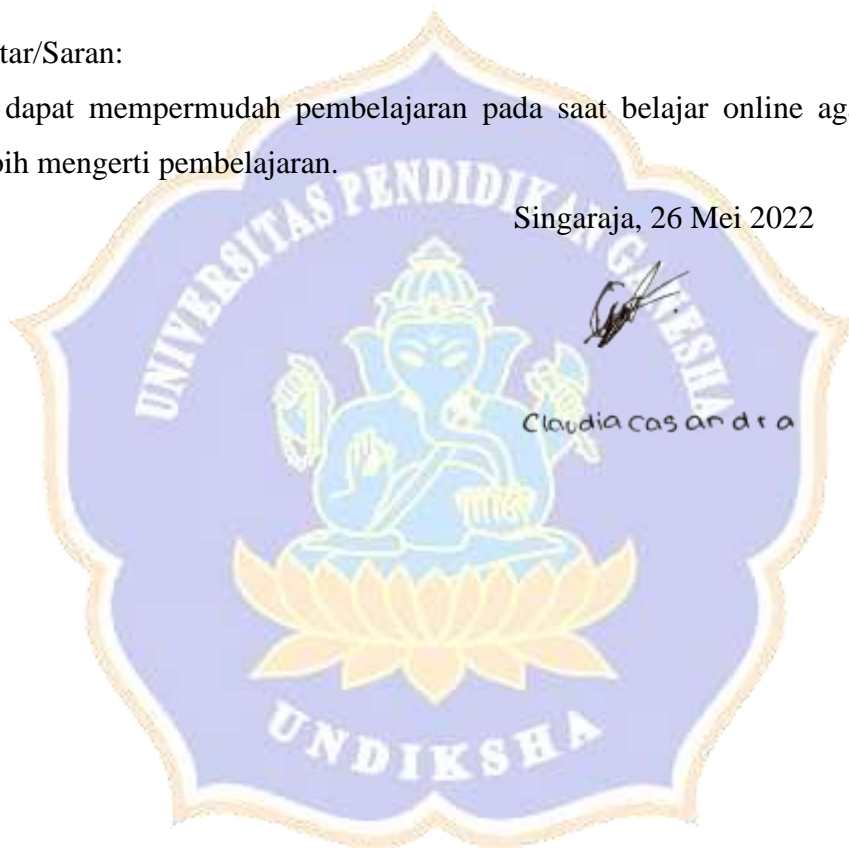 tar/Saran:
dapat mempermudah pembelajaran pada saat belajar online aga
bih mengerti pembelajaran.
UNIVERSITAS PENDIDIKAN GANESHA
Singaraja, 26 Mei 2022
Claudia casandra
UNDIKSHA